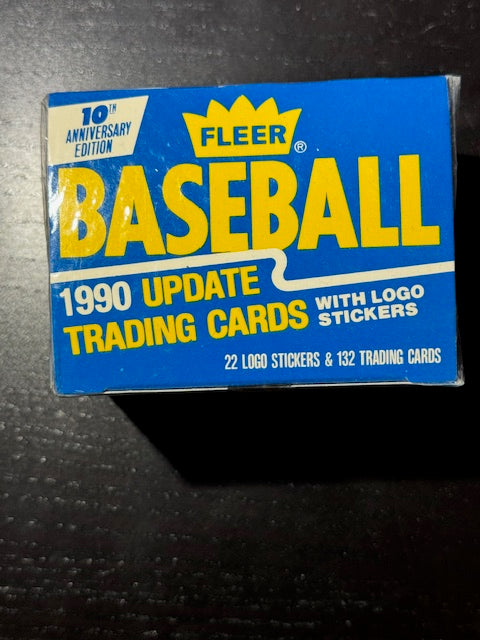 10TH
ANNIVERSARY
EDITION
FLEER®
BASEBALL
1990 UPDATE
TRADING CARDS
WITH LOGO
STICKERS
22 LOGO STICKERS & 132 TRADING CARDS